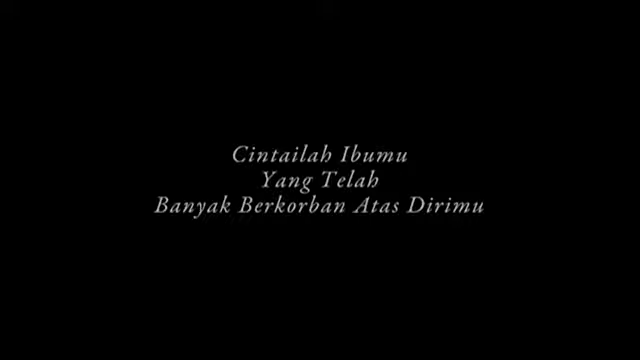 Cintailah Ibumu
Yang Telah
Banyak Berkorban Atas Dirimu